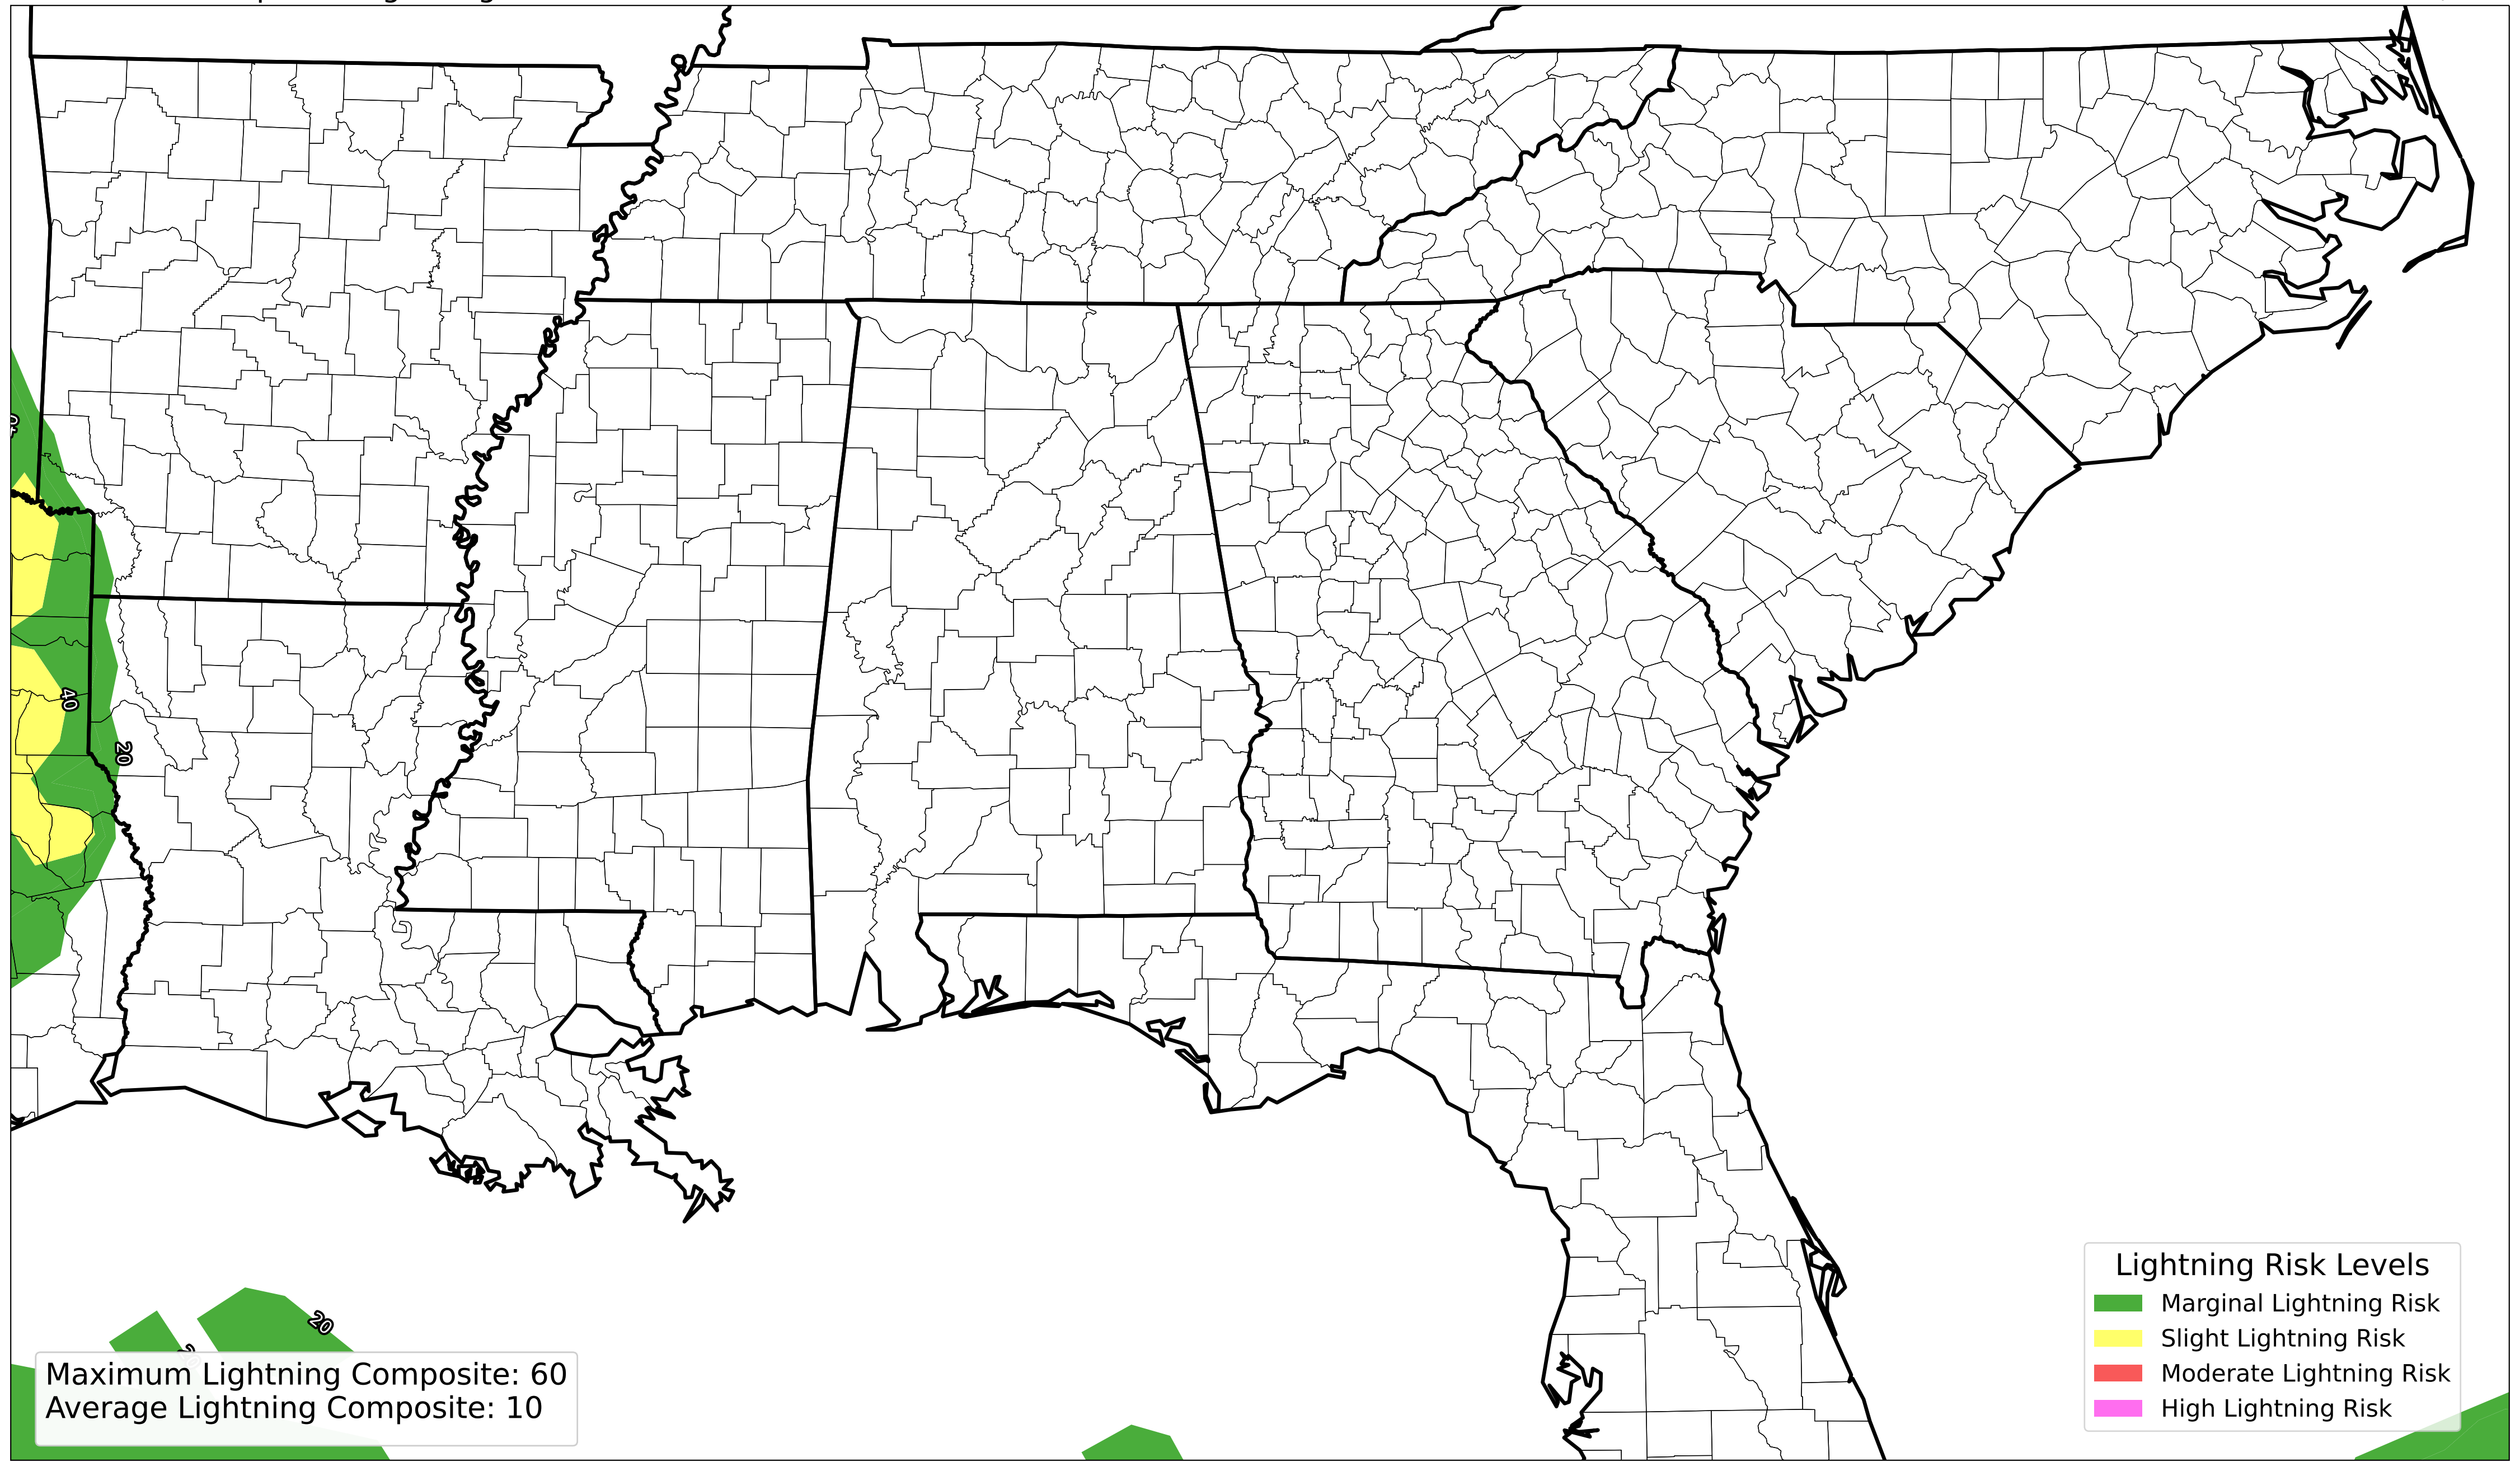 40
20
20
Maximum Lightning Composite: 60
Average Lightning Composite: 10
Lightning Risk Levels
Marginal Lightning Risk
Slight Lightning Risk
Moderate Lightning Risk
High Lightning Risk